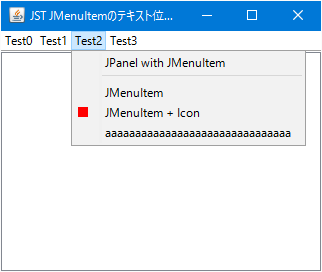 JST JMenuItemのテキスト位...
Test0 Test1 Test2 Test3
JPanel with JMenuItem
JMenuItem
JMenuItem + Icon
aaaaaaaaaaaaaaaaaaaaaaaaaaaaaaa